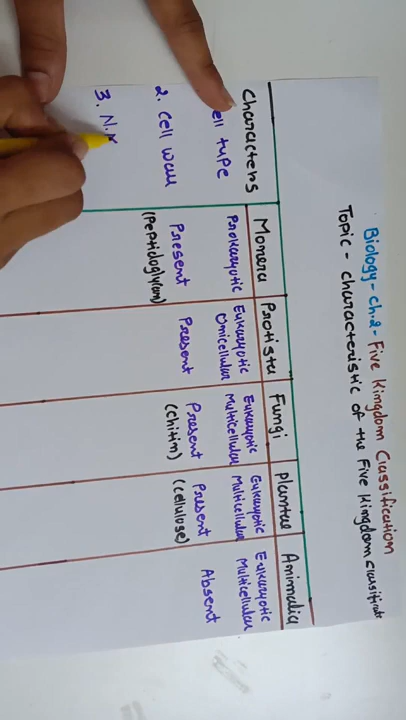 Biology - Ch.2 - Five Kingdom Classification
Topic - Characteristic of the Five Kingdom
Characters Monera Protista Fungi Plantae Animalia
ell type Prokaryotic Eukaryotic Unicellular Eukaryotic Multicellular Eukaryotic Multicellular Eukaryotic Multicellular
2. Cell wall Present (Peptidoglycan) Present Present (Chitin) Present (cellulose) Absent
3. N.